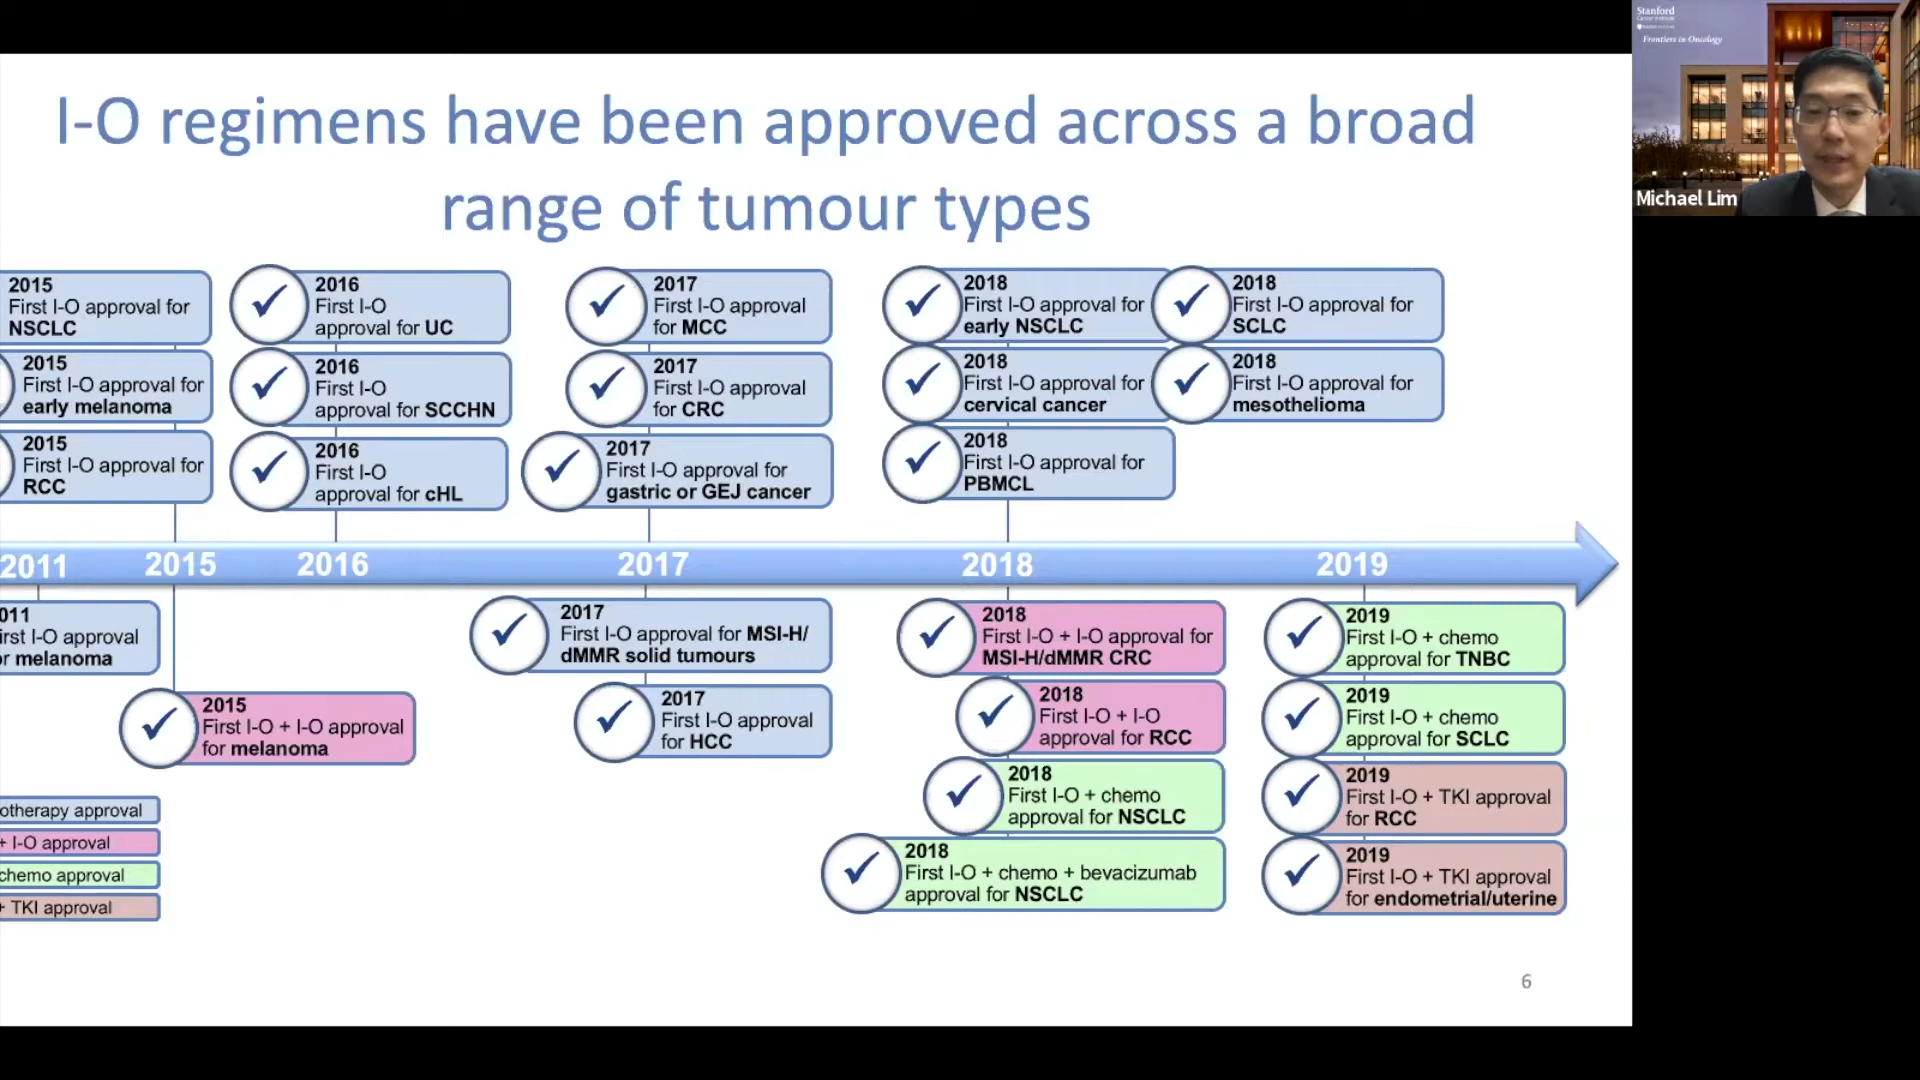 I-O regimens have been approved across a broad
range of tumour types
2015
First I-O approval for
NSCLC
2015
First I-O approval for
early melanoma
2015
First I-O approval for
RCC
2016
First I-O
approval for UC
2016
First I-O
approval for SCCHN
2016
First I-O
approval for cHL
2017
First I-O approval
for MCC
2017
First I-O approval
for CRC
2017
First I-O approval for
gastric or GEJ cancer
2018
First I-O approval for
early NSCLC
2018
First I-O approval for
cervical cancer
2018
First I-O approval for
PBMCL
2018
First I-O approval for
SCLC
2018
First I-O approval for
mesothelioma
2011 2015 2016 2017 2018 2019
011
irst I-O approval
r melanoma
2015
First I-O + I-O approval
for melanoma
2017
First I-O approval for MSI-H/
dMMR solid tumours
2017
First I-O approval
for HCC
2018
First I-O + I-O approval for
MSI-H/dMMR CRC
2018
First I-O + I-O
approval for RCC
2018
First I-O + chemo
approval for NSCLC
2018
First I-O + chemo + bevacizumab
approval for NSCLC
2019
First I-O + chemo
approval for TNBC
2019
First I-O + chemo
approval for SCLC
2019
First I-O + TKI approval
for RCC
2019
First I-O + TKI approval
for endometrial/uterine
otherapy approval
+ I-O approval
chemo approval
+ TKI approval
6
Stanford
Frontiers in Oncology
Michael Lim